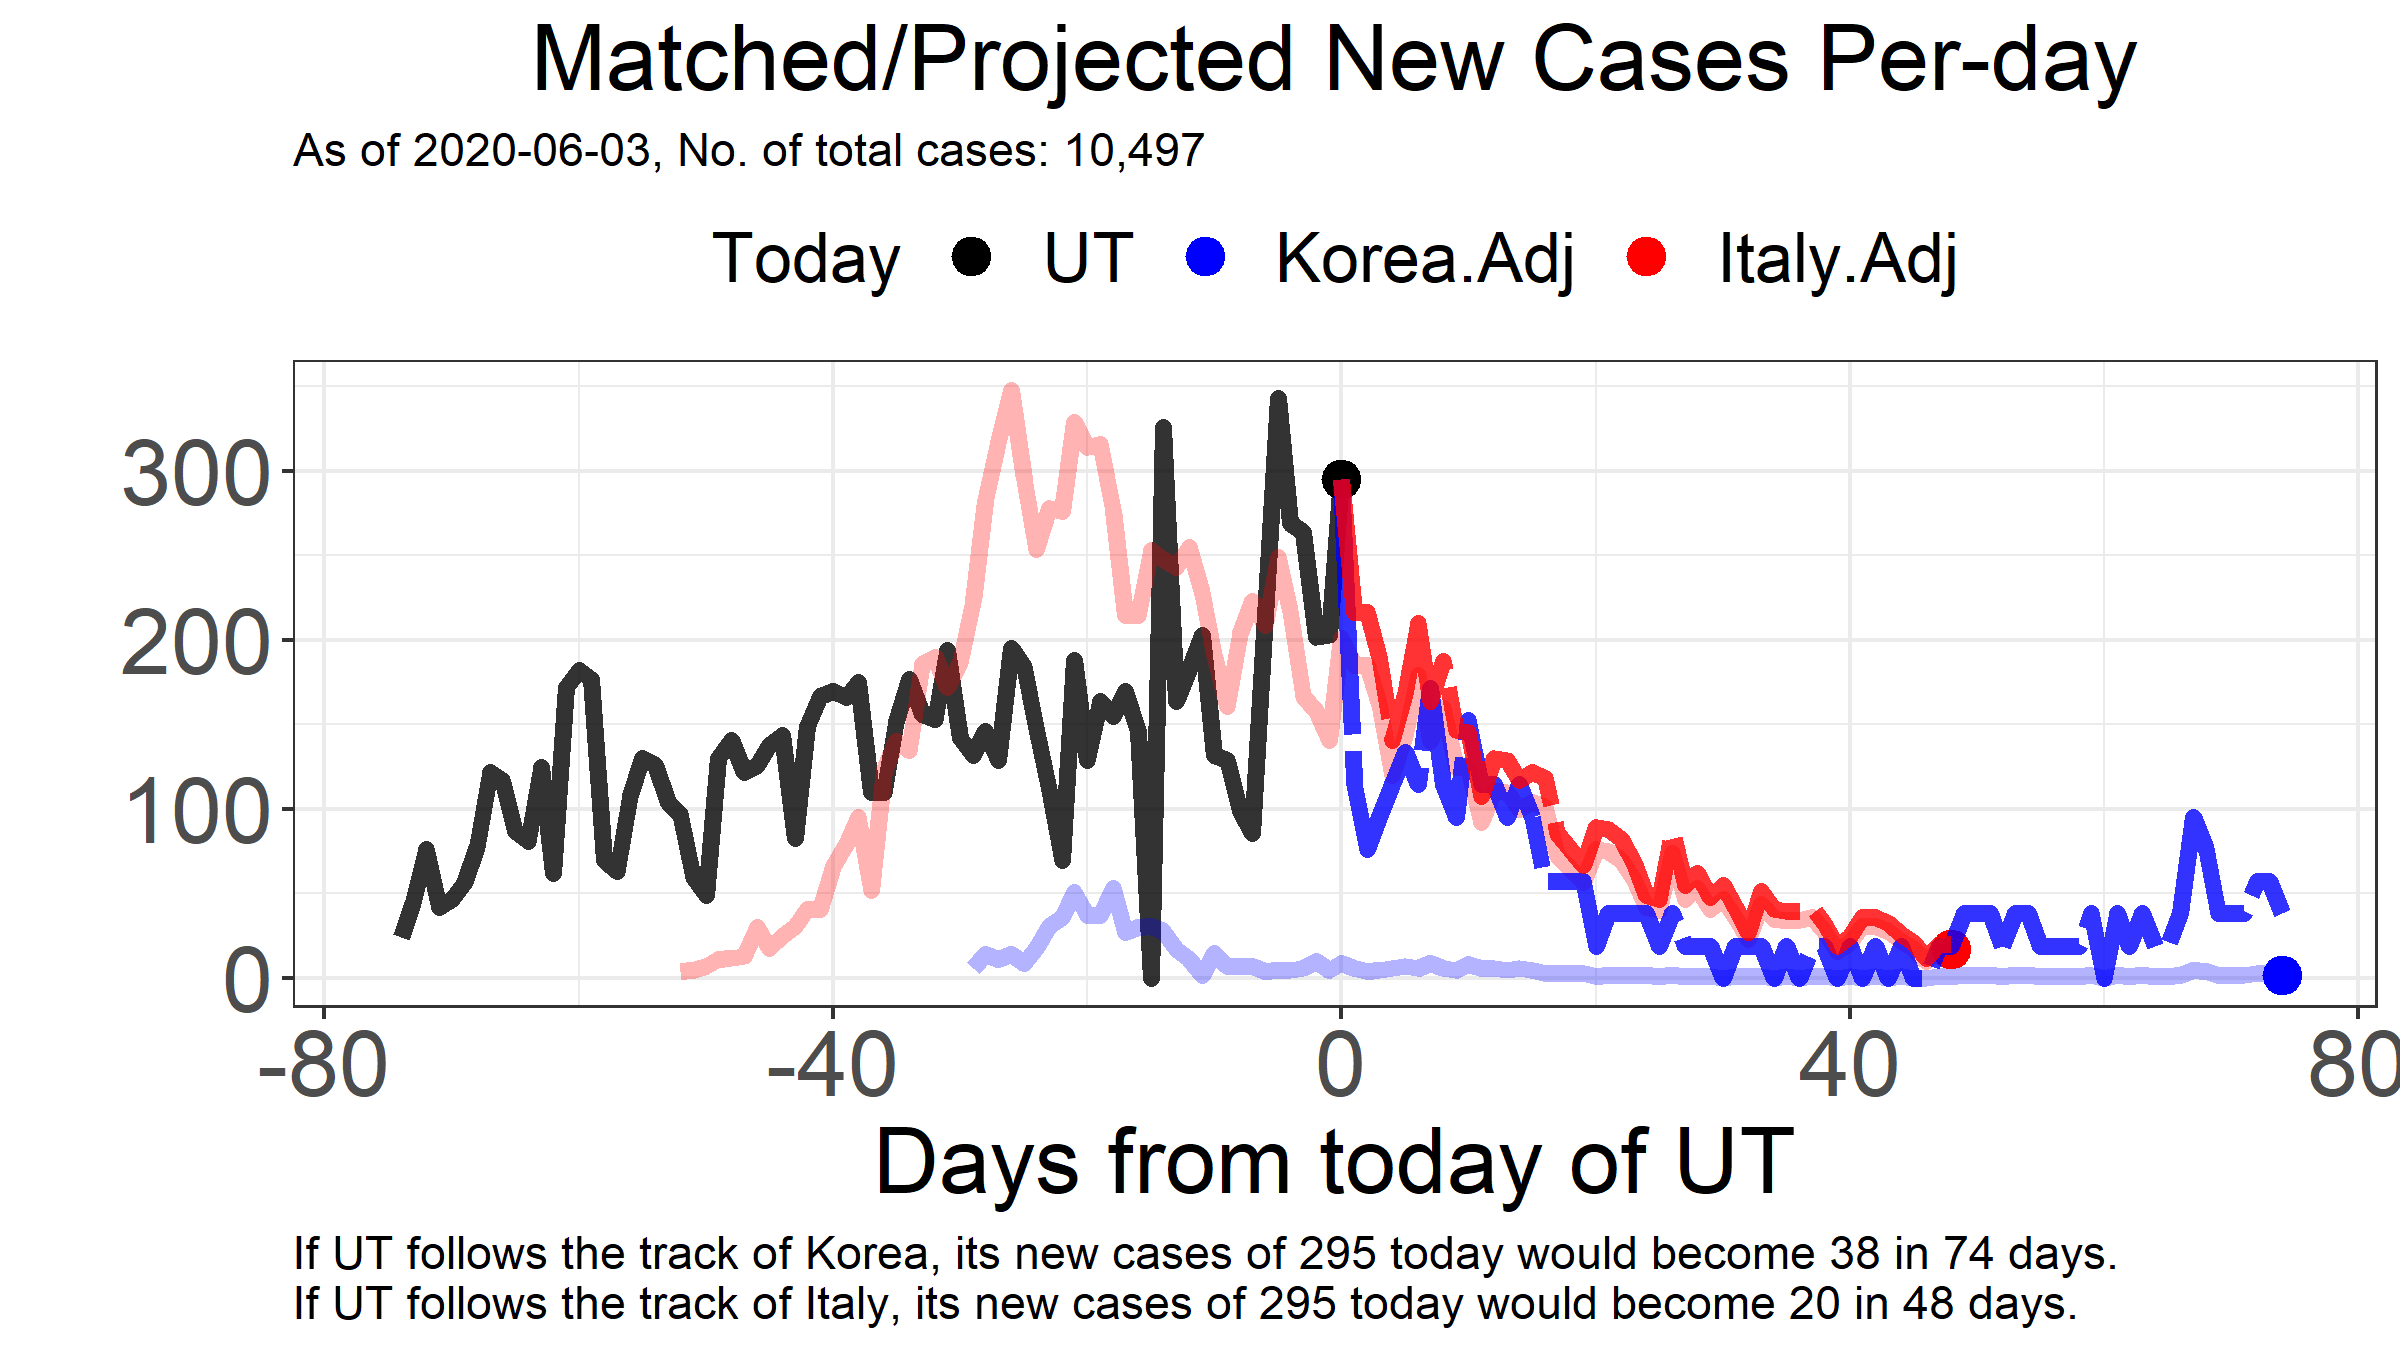 Matched/Projected New Cases Per-day
As of 2020-06-03, No. of total cases: 10,497
Today UT Korea.Adj Italy.Adj
300
200
100
0
-80 -40 0 40 80
Days from today of UT
If UT follows the track of Korea, its new cases of 295 today would become 38 in 74 days.
If UT follows the track of Italy, its new cases of 295 today would become 20 in 48 days.